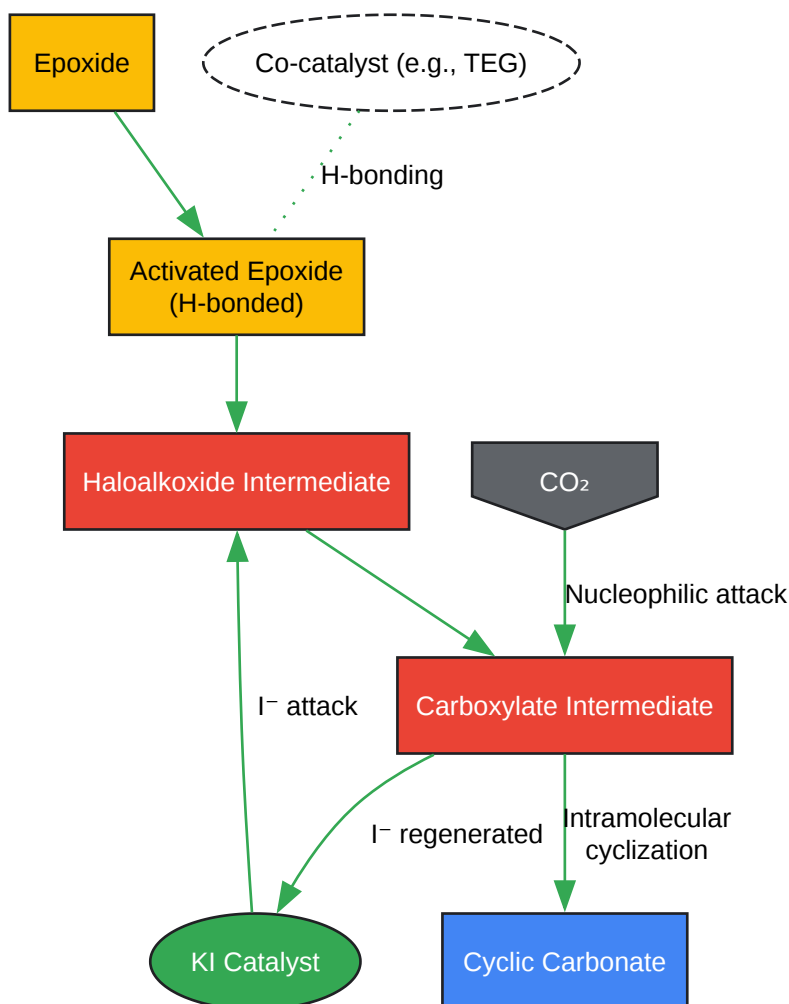 Epoxide
Co-catalyst (e.g., TEG)
H-bonding
Activated Epoxide
(H-bonded)
Haloalkoxide Intermediate
CO₂
Nucleophilic attack
I⁻ attack
Carboxylate Intermediate
I⁻ regenerated
Intramolecular
cyclization
KI Catalyst
Cyclic Carbonate